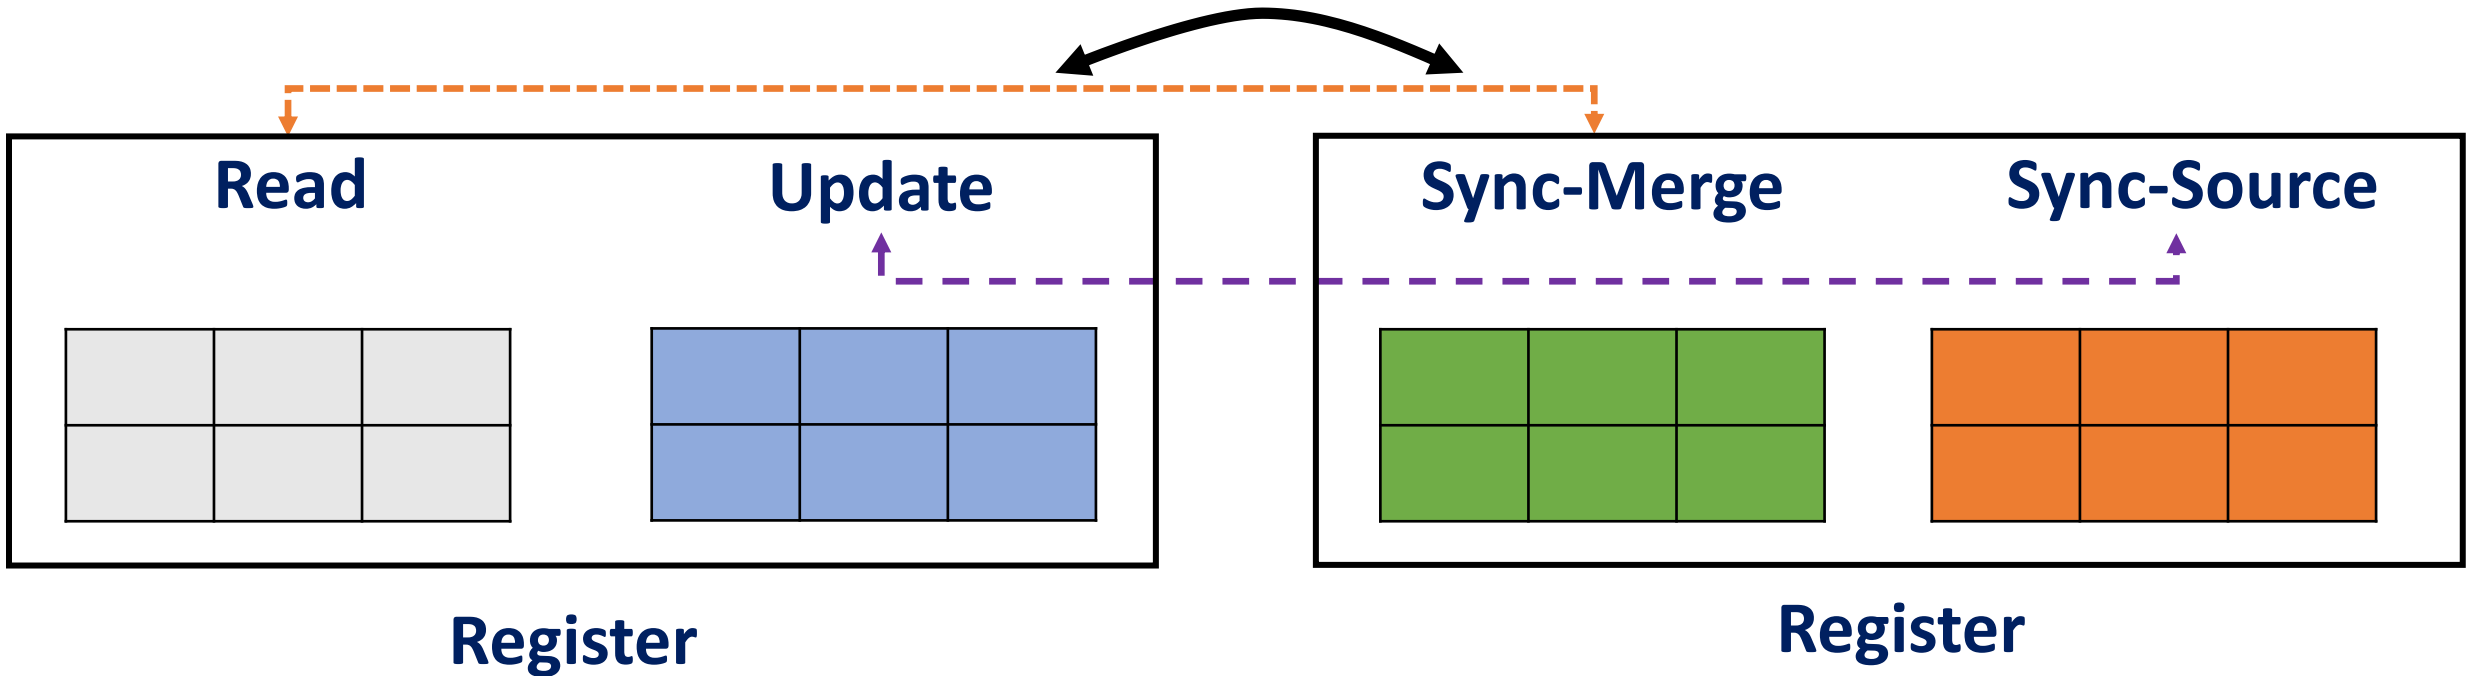 Read
Update
Sync-Merge
Sync-Source
Register
Register